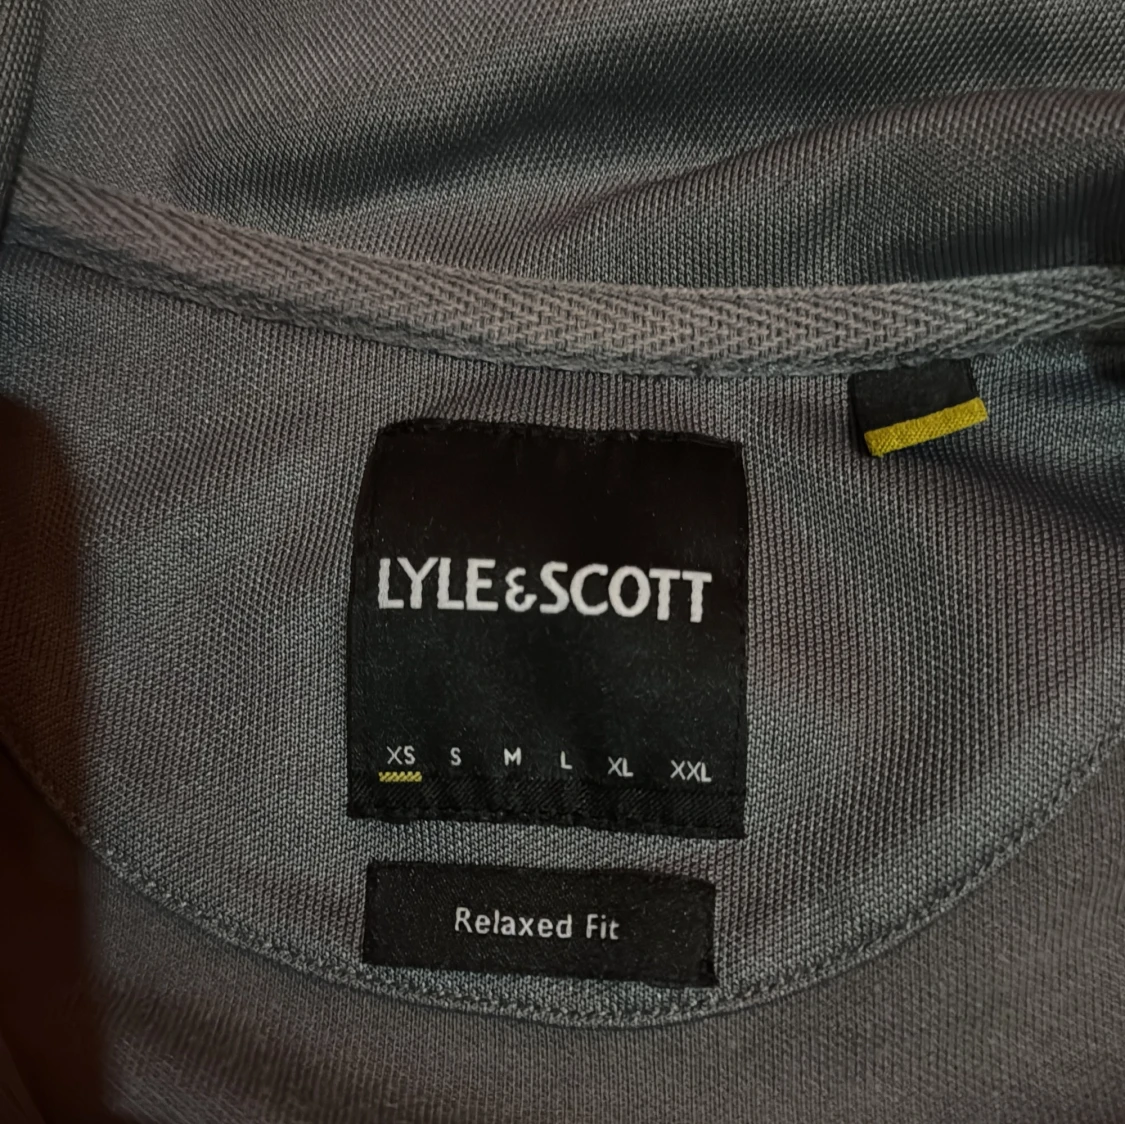 LYLE & SCOTT
XS S M L XL XXL
Relaxed Fit